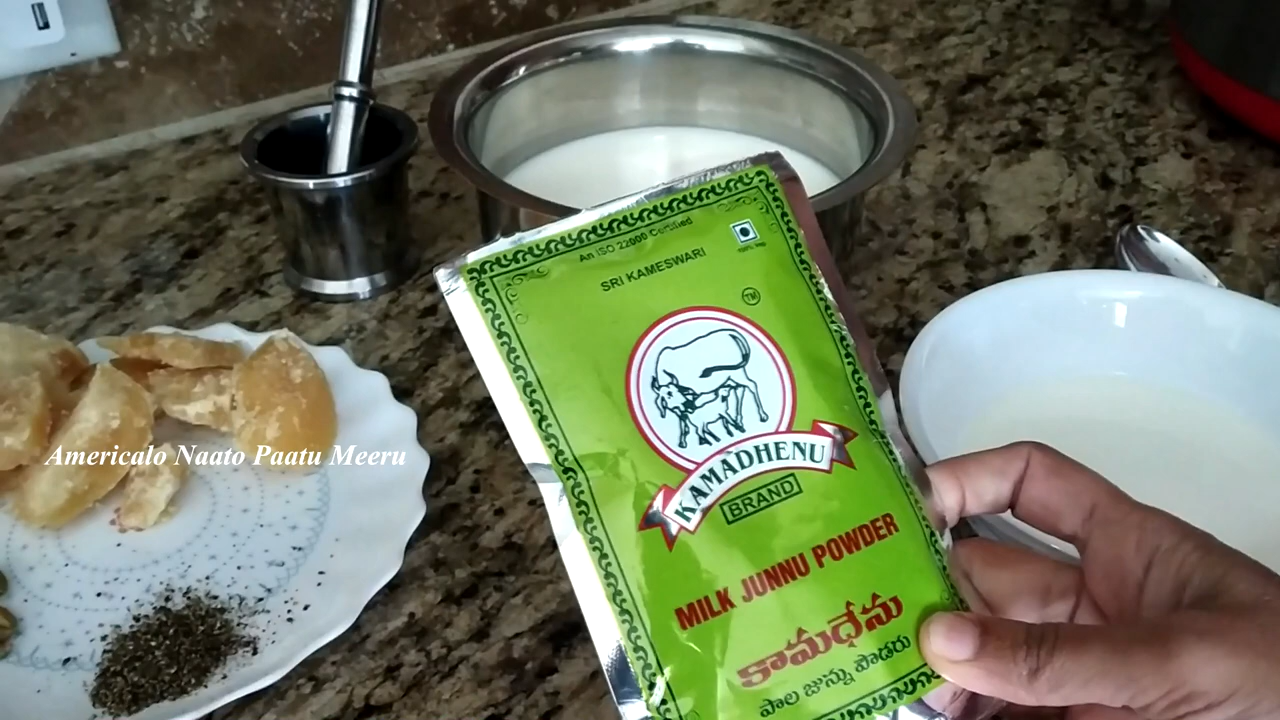 An ISO 22000 Certified
SRI KAMESWARI
TM
KAMADHENU
BRAND
MILK JUNNU POWDER
కామధేను
పాల జున్ను పౌడరు
Americalo Naato Paatu Meeru